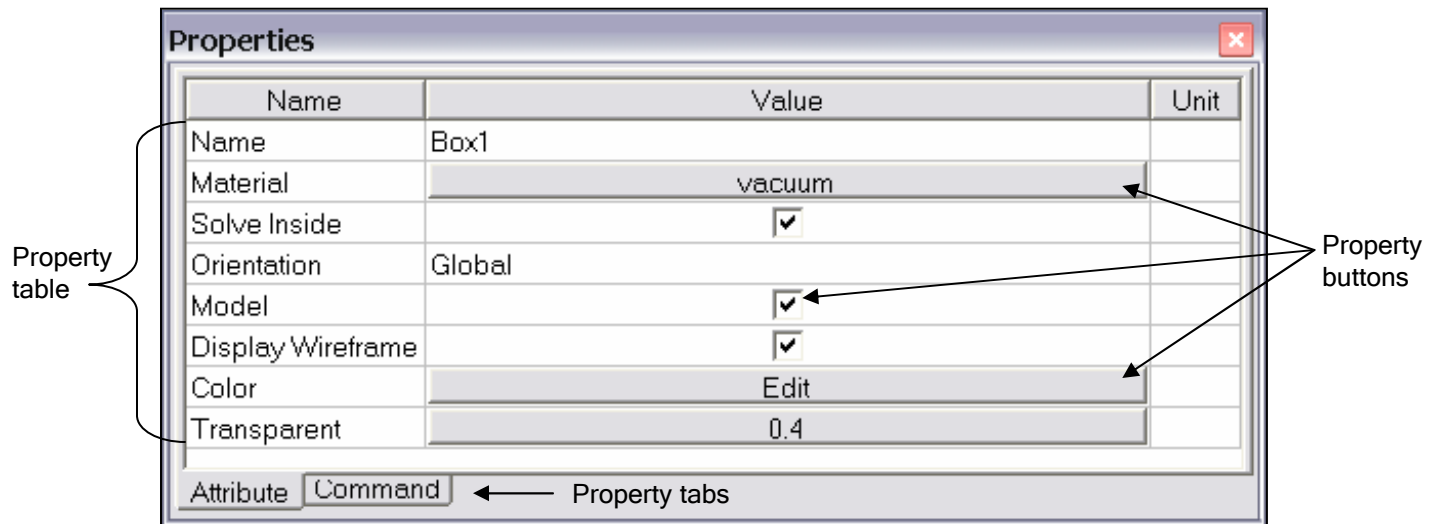 Properties
Name Value Unit
Name Box1
Material vacuum
Solve Inside
Orientation Global
Model
Display Wireframe
Color Edit
Transparent 0.4
Attribute Command
Property tabs
Property
table
Property
buttons